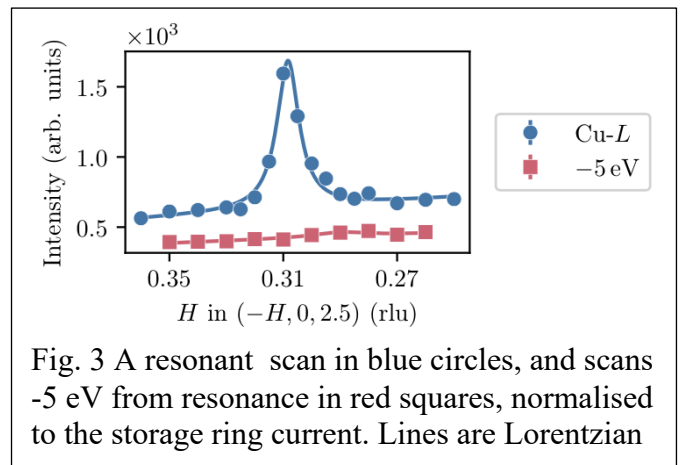 ×10³
Intensity (arb. units)
1.5
1.0
0.5
0.35
0.31
0.27
H in (−H, 0, 2.5) (rlu)
Cu-L
−5 eV
Fig. 3 A resonant  scan in blue circles, and scans
-5 eV from resonance in red squares, normalised
to the storage ring current. Lines are Lorentzian